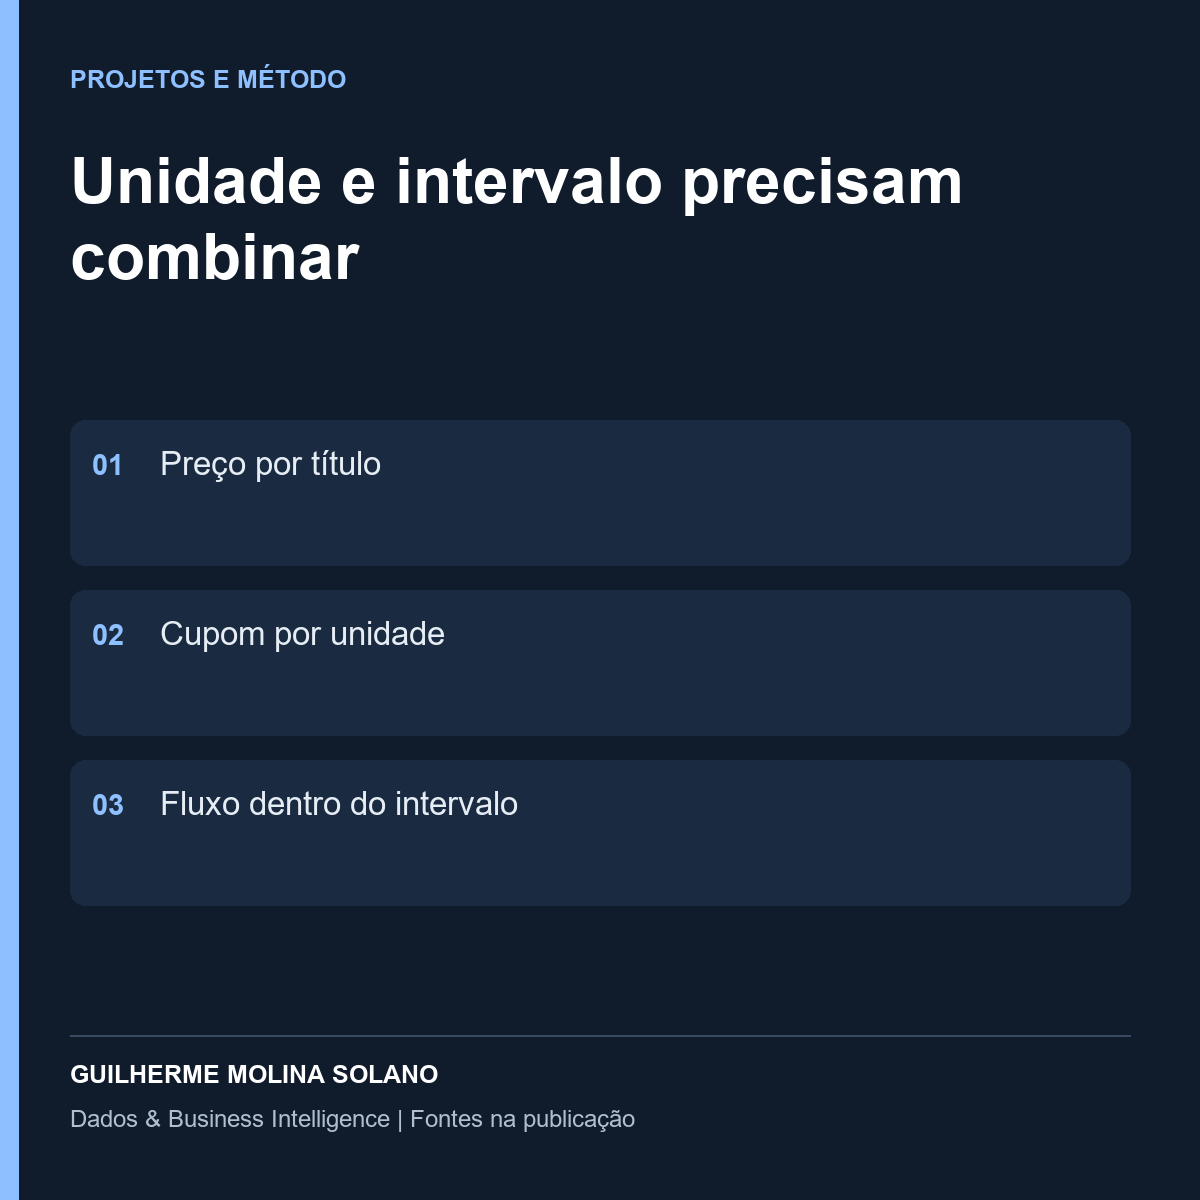 PROJETOS E MÉTODO
Unidade e intervalo precisam
combinar
01 Preço por título
02 Cupom por unidade
03 Fluxo dentro do intervalo
GUILHERME MOLINA SOLANO
Dados & Business Intelligence | Fontes na publicação